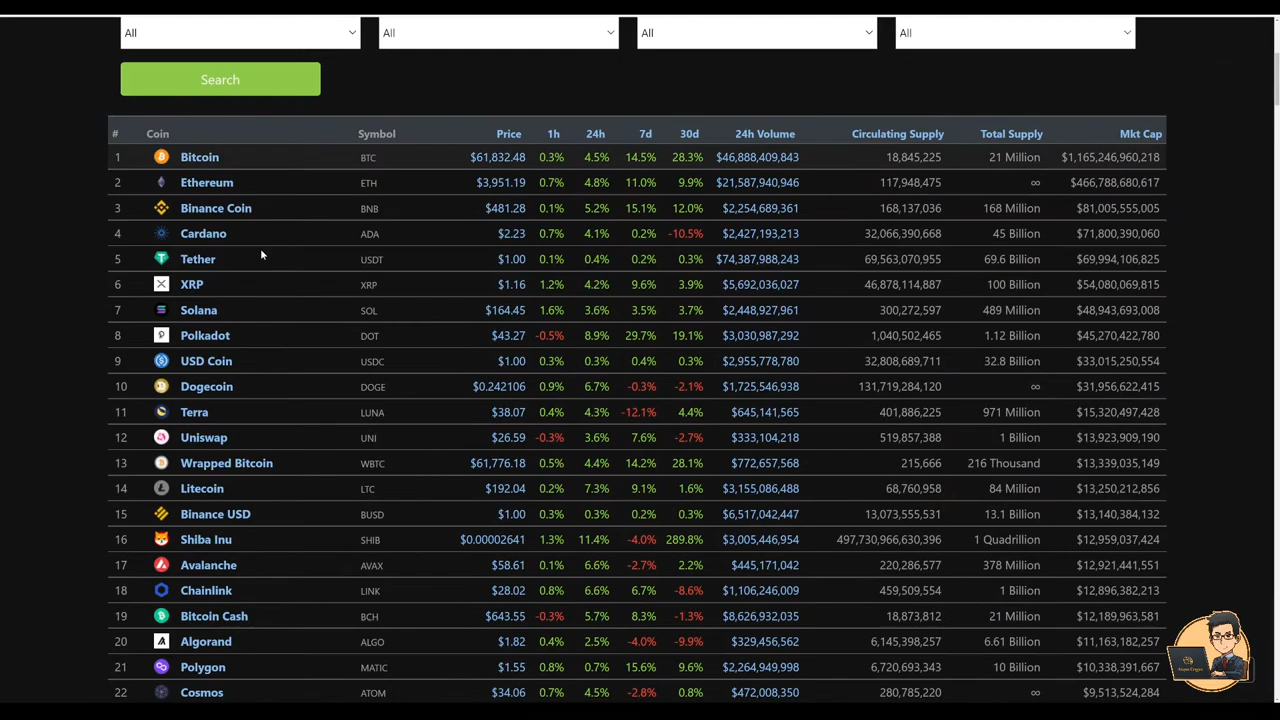 All All All All
Search
# Coin Symbol Price 1h 24h 7d 30d 24h Volume Circulating Supply Total Supply Mkt Cap
1 Bitcoin BTC $61,832.48 0.3% 4.5% 14.5% 28.3% $46,888,409,843 18,845,225 21 Million $1,165,246,960,218
2 Ethereum ETH $3,951.19 0.7% 4.8% 11.0% 9.9% $21,587,940,946 117,948,475 ∞ $466,788,680,617
3 Binance Coin BNB $481.28 0.1% 5.2% 15.1% 12.0% $2,254,689,361 168,137,036 168 Million $81,005,555,005
4 Cardano ADA $2.23 0.7% 4.1% 0.2% -10.5% $2,427,193,213 32,066,390,668 45 Billion $71,800,390,060
5 Tether USDT $1.00 0.1% 0.4% 0.2% 0.3% $74,387,988,243 69,563,070,955 69.6 Billion $69,994,106,825
6 XRP XRP $1.16 1.2% 4.2% 9.6% 3.9% $5,692,036,027 46,878,114,887 100 Billion $54,080,069,815
7 Solana SOL $164.45 1.6% 3.6% 3.5% 3.7% $2,448,927,961 300,272,597 489 Million $48,943,693,008
8 Polkadot DOT $43.27 -0.5% 8.9% 29.7% 19.1% $3,030,987,292 1,040,502,465 1.12 Billion $45,270,422,780
9 USD Coin USDC $1.00 0.3% 0.3% 0.4% 0.3% $2,955,778,780 32,808,689,711 32.8 Billion $33,015,250,554
10 Dogecoin DOGE $0.242106 0.9% 6.7% -0.3% -2.1% $1,725,546,938 131,719,284,120 ∞ $31,956,622,415
11 Terra LUNA $38.07 0.4% 4.3% -12.1% 4.4% $645,141,565 401,886,225 971 Million $15,320,497,428
12 Uniswap UNI $26.59 -0.3% 3.6% 7.6% -2.7% $333,104,218 519,857,388 1 Billion $13,923,909,190
13 Wrapped Bitcoin WBTC $61,776.18 0.5% 4.4% 14.2% 28.1% $772,657,568 215,666 216 Thousand $13,339,035,149
14 Litecoin LTC $192.04 0.2% 7.3% 9.1% 1.6% $3,155,086,488 68,760,958 84 Million $13,250,212,856
15 Binance USD BUSD $1.00 0.3% 0.3% 0.2% 0.3% $6,517,042,447 13,073,555,531 13.1 Billion $13,140,384,132
16 Shiba Inu SHIB $0.00002641 1.3% 11.4% -4.0% 289.8% $3,005,446,954 497,730,966,630,396 1 Quadrillion $12,959,037,424
17 Avalanche AVAX $58.61 0.1% 6.6% -2.7% 2.2% $445,171,042 220,286,577 378 Million $12,921,441,551
18 Chainlink LINK $28.02 0.8% 6.6% 6.7% -8.6% $1,106,246,009 459,509,554 1 Billion $12,896,382,213
19 Bitcoin Cash BCH $643.55 -0.3% 5.7% 8.3% -1.3% $8,626,932,035 18,873,812 21 Million $12,189,963,581
20 Algorand ALGO $1.82 0.4% 2.5% -4.0% -9.9% $329,456,562 6,145,398,257 6.61 Billion $11,163,182,257
21 Polygon MATIC $1.55 0.8% 0.7% 15.6% 9.6% $2,264,949,998 6,720,693,343 10 Billion $10,338,391,667
22 Cosmos ATOM $34.06 0.7% 4.5% -2.8% 0.8% $472,008,350 280,785,220 ∞ $9,513,524,284